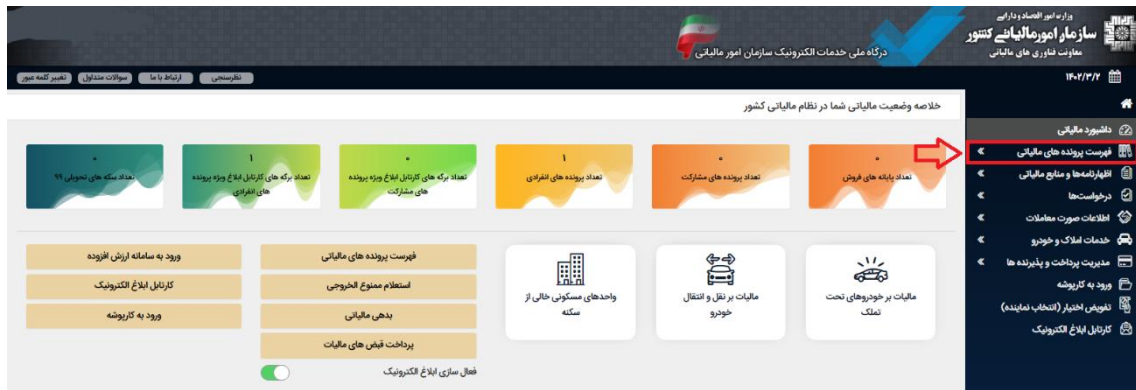 وزارت امور اقتصاد و دارایی
سازمان امور مالیاتی کشور
معاونت فناوری های مالیاتی
درگاه ملی خدمات الکترونیک سازمان امور مالیاتی
۱۴۰۲/۳/۲
نظرسنجی
ارتباط با ما
سوالات متداول
تغییر کلمه عبور
داشبورد مالیاتی
فهرست پرونده های مالیاتی
اظهارنامه‌ها و منابع مالیاتی
درخواست‌ها
اطلاعات صورت معاملات
خدمات املاک و خودرو
مدیریت پرداخت و پذیرنده ها
ورود به کارپوشه
تفویض اختیار (انتخاب نماینده)
کارتابل ابلاغ الکترونیک
خلاصه وضعیت مالیاتی شما در نظام مالیاتی کشور
۰
تعداد پایانه های فروش
۰
تعداد پرونده های مشارکت
۱
تعداد پرونده های انفرادی
۰
تعداد برگه های کارتابل ابلاغ ویژه پرونده
های مشارکت
۱
تعداد برگه های کارتابل ابلاغ ویژه پرونده
های انفرادی
۰
تعداد سکه های تحویلی ۹۹
مالیات بر خودروهای تحت
تملک
مالیات بر نقل و انتقال
خودرو
واحدهای مسکونی خالی از
سکنه
فهرست پرونده های مالیاتی
استعلام ممنوع الخروجی
بدهی مالیاتی
پرداخت قبض های مالیات
فعال سازی ابلاغ الکترونیک
ورود به سامانه ارزش افزوده
کارتابل ابلاغ الکترونیک
ورود به کارپوشه